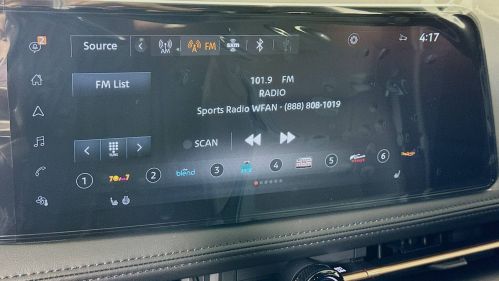 Source
AM
FM
SXM
4:17
FM List
101.9 FM
RADIO
Sports Radio WFAN - (888) 808-1019
SCAN
1
2
blend
3
4
5
6